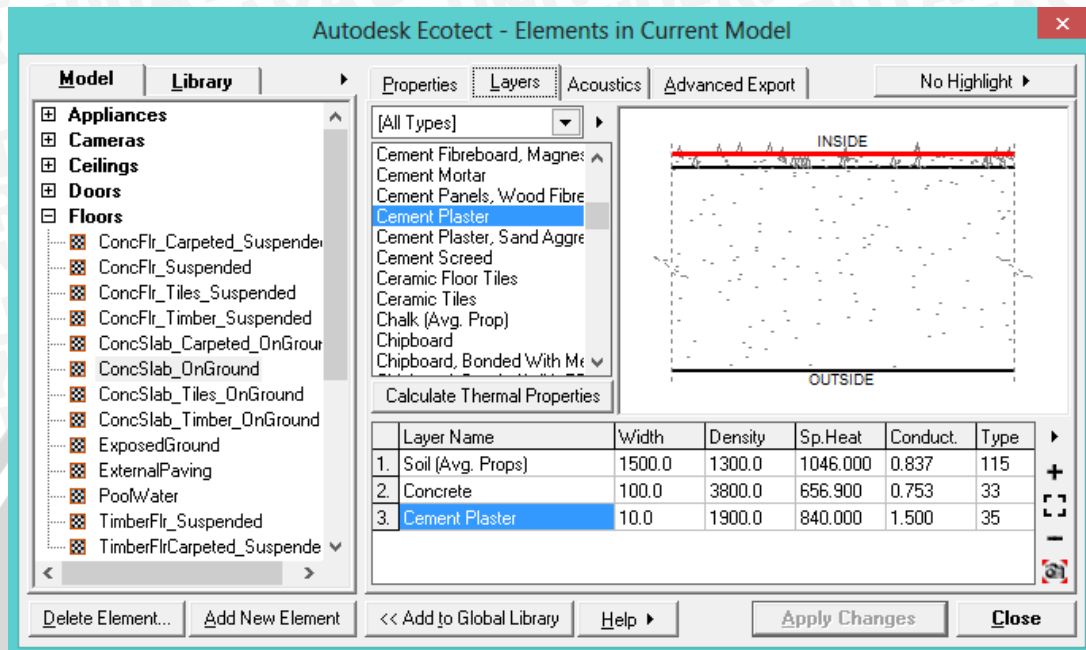 Autodesk Ecotect - Elements in Current Model
Model Library
Properties Layers Acoustics Advanced Export No Highlight
Appliances
Cameras
Ceilings
Doors
Floors
ConcFlr_Carpeted_Suspende
ConcFlr_Suspended
ConcFlr_Tiles_Suspended
ConcFlr_Timber_Suspended
ConcSlab_Carpeted_OnGroun
ConcSlab_OnGround
ConcSlab_Tiles_OnGround
ConcSlab_Timber_OnGround
ExposedGround
ExternalPaving
PoolWater
TimberFlr_Suspended
TimberFlrCarpeted_Suspende
[All Types]
Cement Fibreboard, Magnes
Cement Mortar
Cement Panels, Wood Fibre
Cement Plaster
Cement Plaster, Sand Aggre
Cement Screed
Ceramic Floor Tiles
Ceramic Tiles
Chalk (Avg. Prop)
Chipboard
Chipboard, Bonded With Me
Calculate Thermal Properties
INSIDE
OUTSIDE
Layer Name Width Density Sp.Heat Conduct. Type
1. Soil (Avg. Props) 1500.0 1300.0 1046.000 0.837 115
2. Concrete 100.0 3800.0 656.900 0.753 33
3. Cement Plaster 10.0 1900.0 840.000 1.500 35
Delete Element... Add New Element << Add to Global Library Help Apply Changes Close